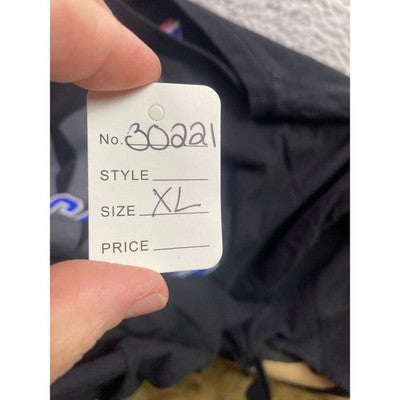 No. 30221
STYLE
SIZE XL
PRICE